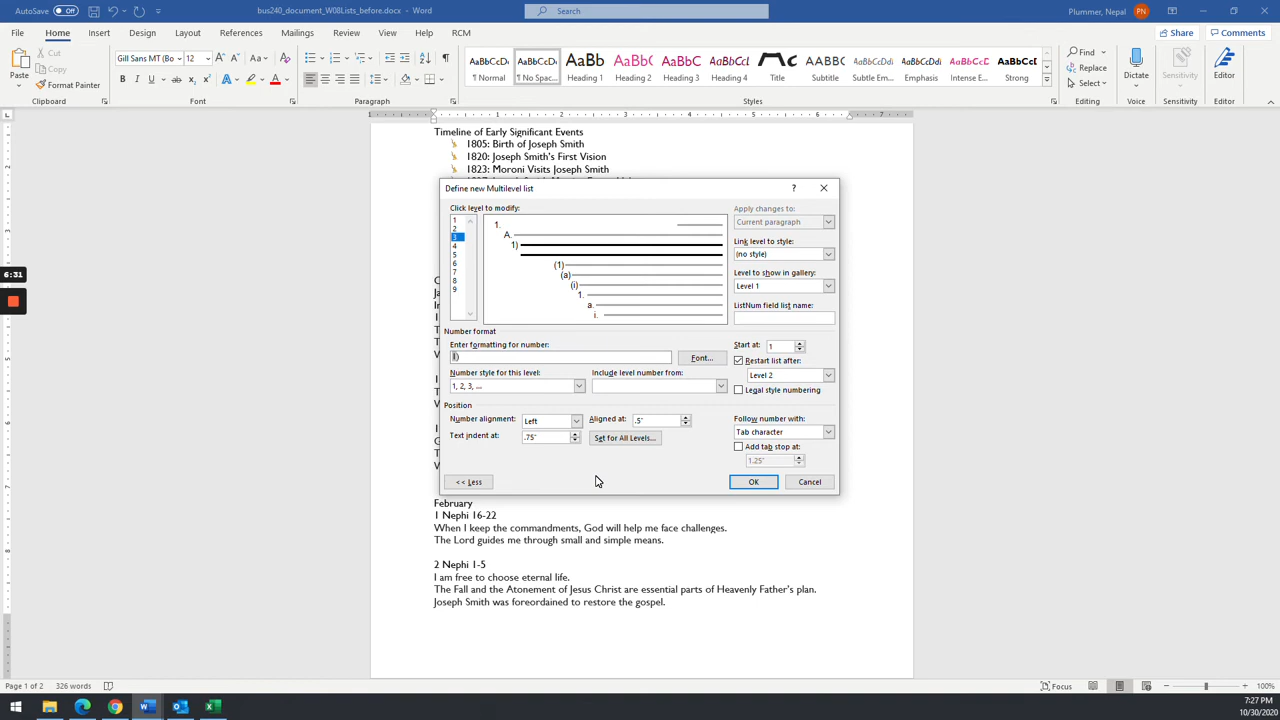 AutoSave Off bus240_document_W08Lists_before.docx - Word Search Plummer, Nepal PN
File Home Insert Design Layout References Mailings Review View Help RCM Share Comments
Paste Cut Copy Format Painter Clipboard
Gill Sans MT (Bo 12 Aa
B I U Font Paragraph
AaBbCcDc ¶ Normal
AaBbCcDc ¶ No Spac...
AaBb Heading 1
AaBbCc Heading 2
AaBbCc Heading 3
AaBbCcI Heading 4
Title
AABBC Subtitle
AaBbCcDd Subtle Em...
AaBbCcDd Emphasis
AaBbCcDd Intense E...
AaBbCcE Strong
Styles
Find Replace Select Editing
Dictate Voice
Sensitivity Sensitivity
Editor Editor
Timeline of Early Significant Events
1805: Birth of Joseph Smith
1820: Joseph Smith's First Vision
1823: Moroni Visits Joseph Smith
Define new Multilevel list
Click level to modify:
1
2
3
4
5
6
7
8
9
1.
A.
1)
(1)
(a)
(i)
1.
a.
i.
Apply changes to:
Current paragraph
Link level to style:
(no style)
Level to show in gallery:
Level 1
ListNum field list name:
Number format
Enter formatting for number:
1)
Font...
Number style for this level:
1, 2, 3, ...
Include level number from:
Start at: 1
Restart list after:
Level 2
Legal style numbering
Position
Number alignment: Left Aligned at: .5"
Text indent at: .75" Set for All Levels...
Follow number with:
Tab character
Add tab stop at:
1.25"
<< Less OK Cancel
6:31
February
1 Nephi 16-22
When I keep the commandments, God will help me face challenges.
The Lord guides me through small and simple means.
2 Nephi 1-5
I am free to choose eternal life.
The Fall and the Atonement of Jesus Christ are essential parts of Heavenly Father's plan.
Joseph Smith was foreordained to restore the gospel.
Page 1 of 2 326 words Focus 100%
7:27 PM
10/30/2020